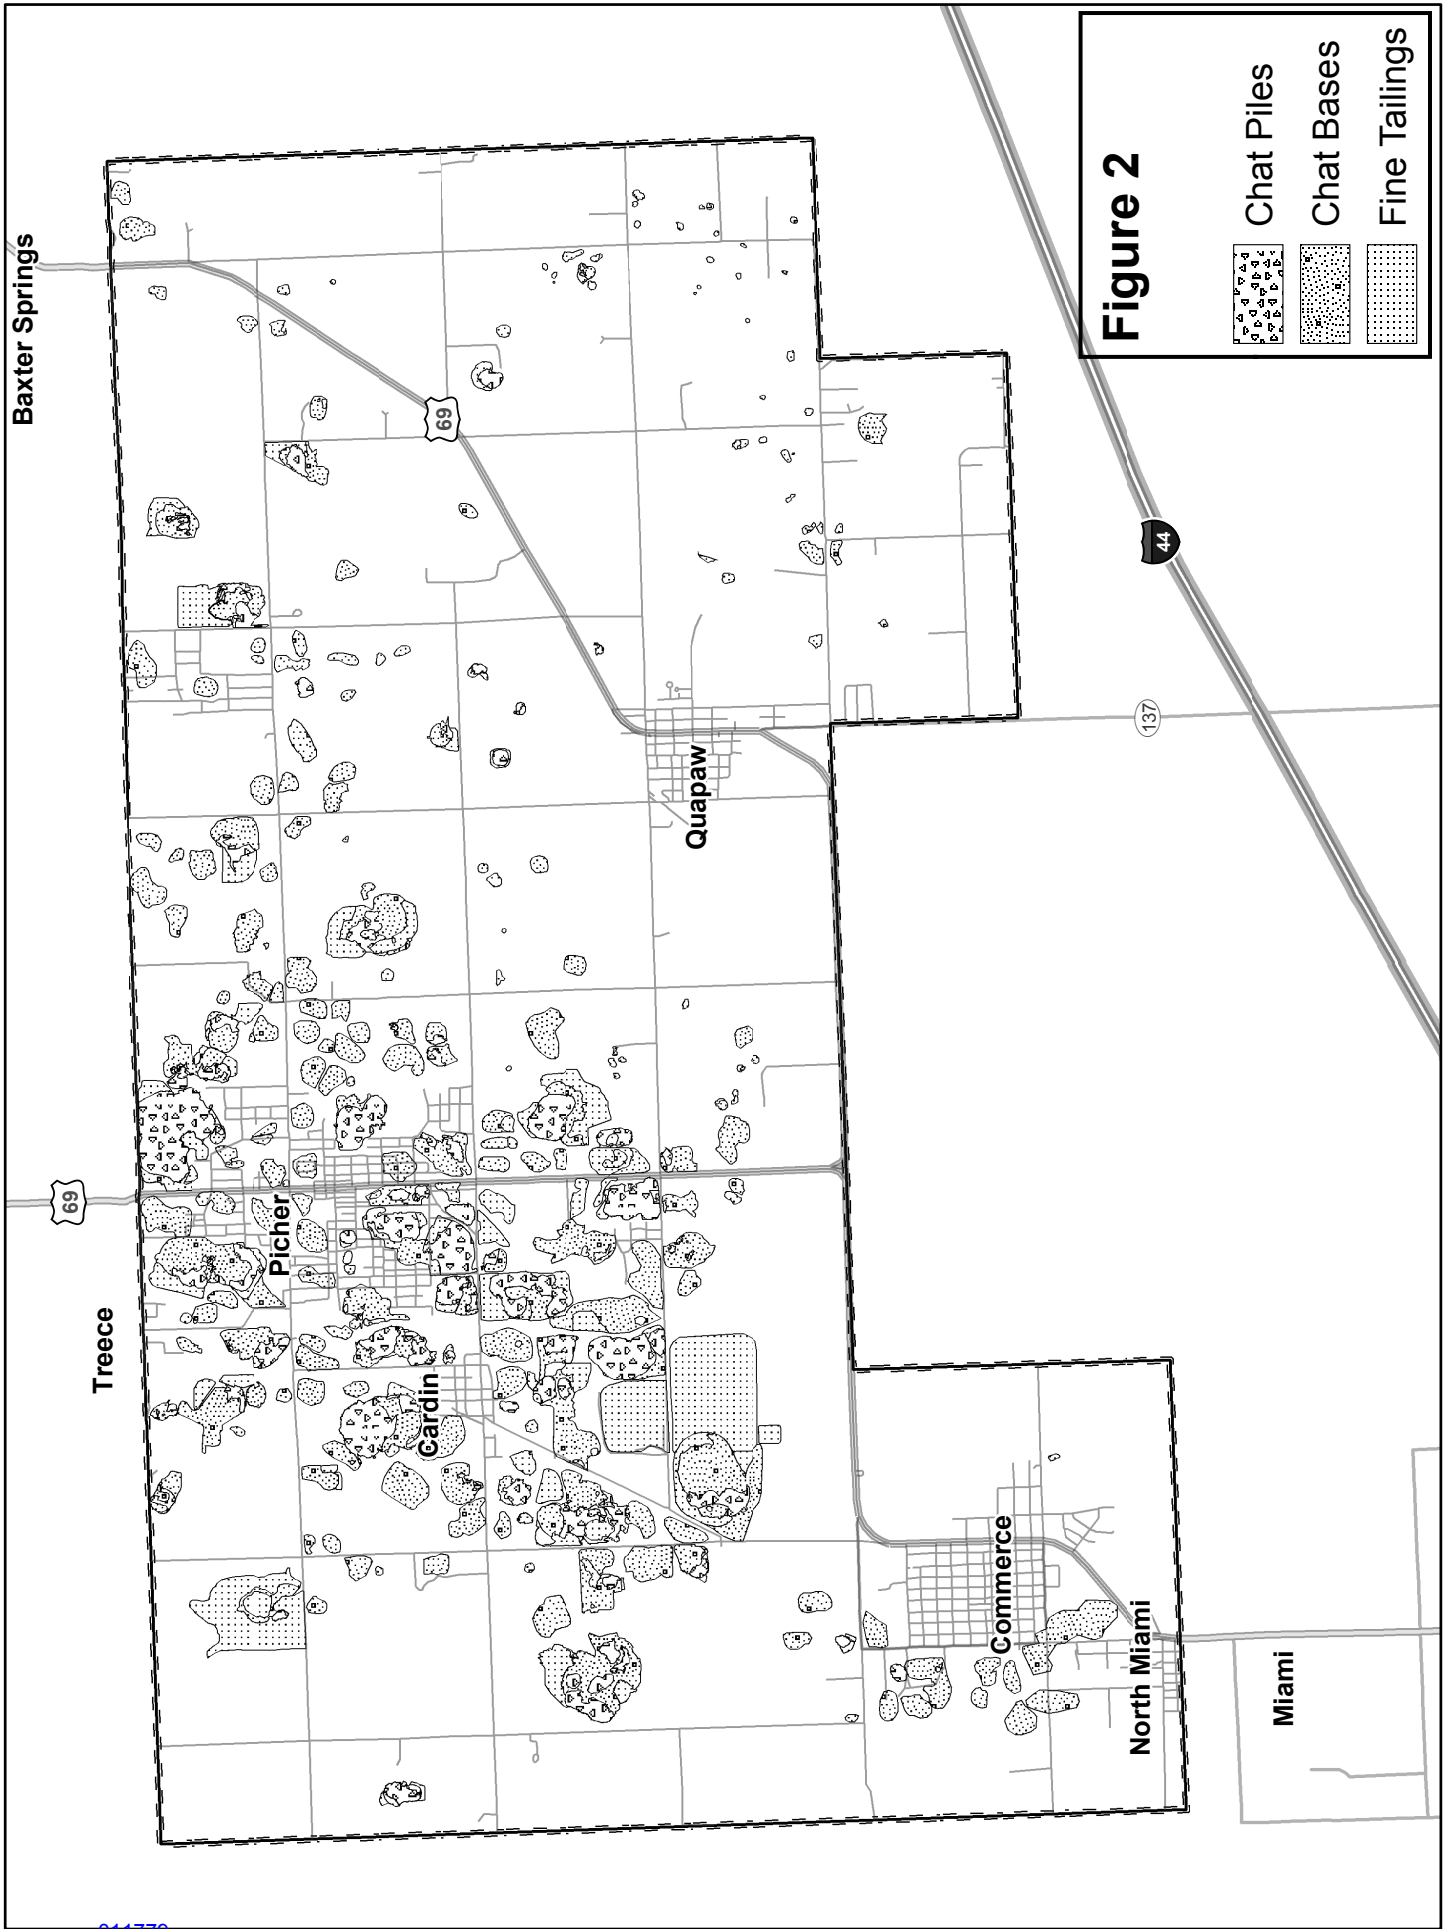 Baxter Springs
69
Treece
Picher
Cardin
69
Quapaw
Commerce
North Miami
Miami
137
44
Figure 2
Chat Piles
Chat Bases
Fine Tailings